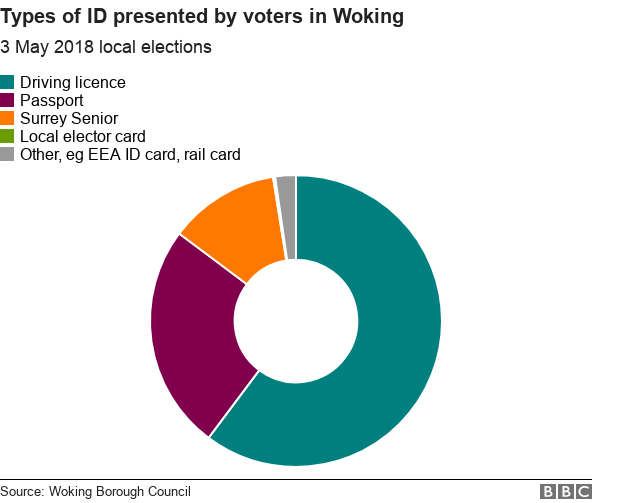 Types of ID presented by voters in Woking
3 May 2018 local elections
Driving licence
Passport
Surrey Senior
Local elector card
Other, eg EEA ID card, rail card
Source: Woking Borough Council
BBC